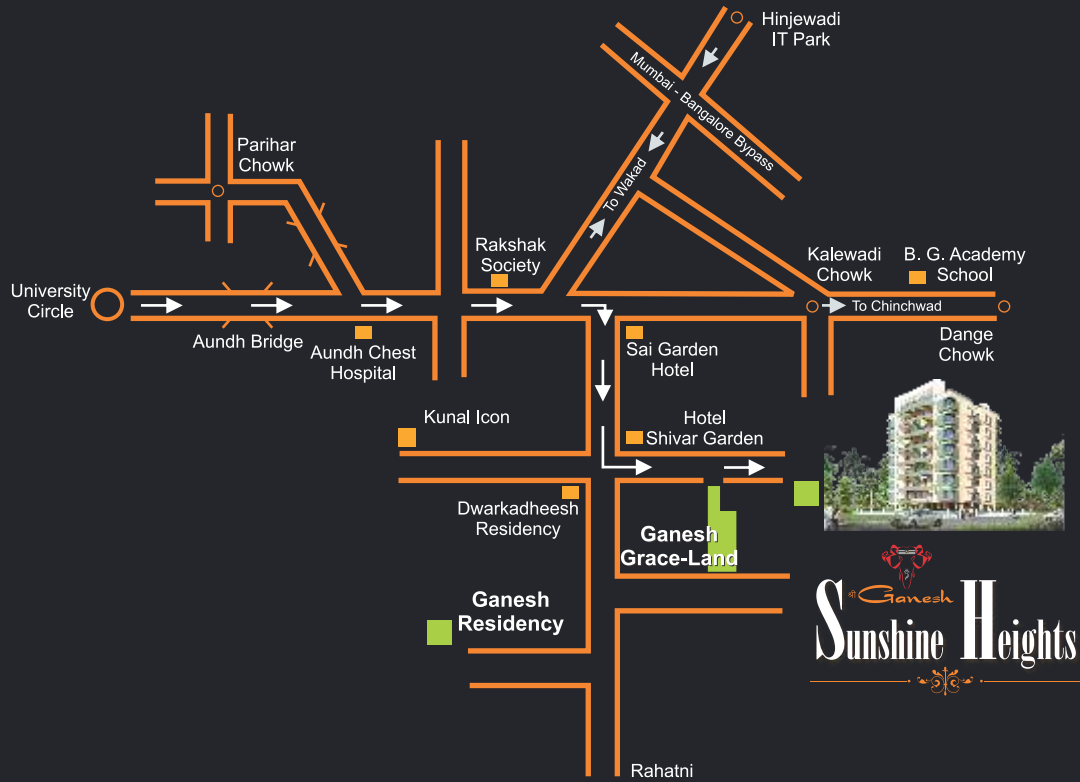 Hinjewadi
IT Park
Mumbai - Bangalore Bypass
Parihar
Chowk
To Wakad
Rakshak
Society
Kalewadi
Chowk
B. G. Academy
School
University
Circle
To Chinchwad
Aundh Bridge
Aundh Chest
Hospital
Sai Garden
Hotel
Dange
Chowk
Kunal Icon
Hotel
Shivar Garden
Dwarkadheesh
Residency
Ganesh
Grace-Land
Ganesh
Residency
श्री Ganesh
Sunshine Heights
Rahatni